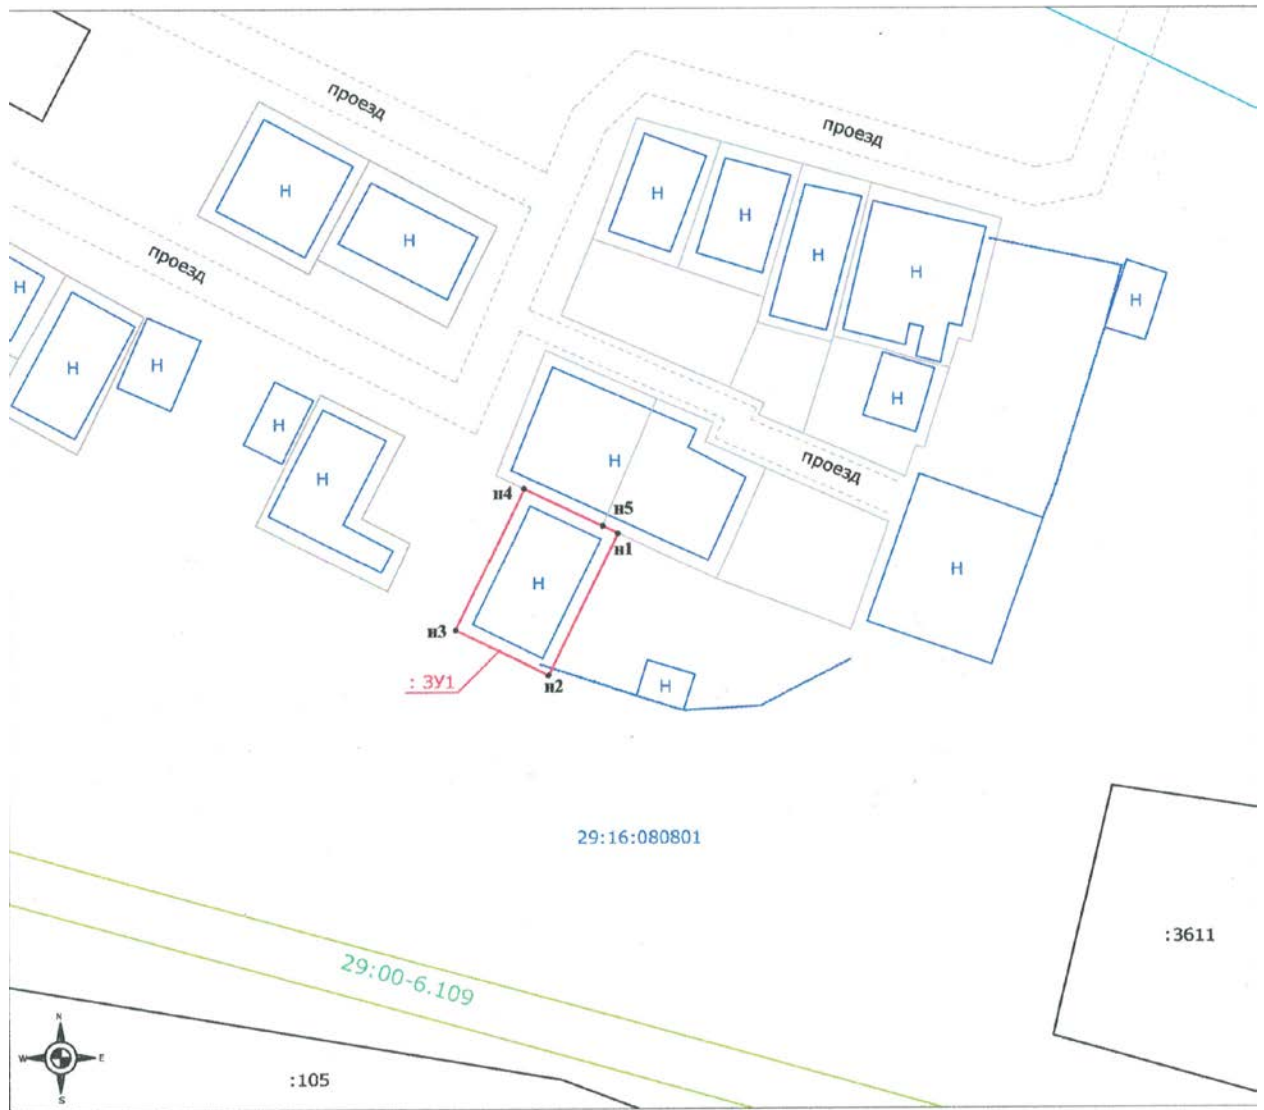 проезд
проезд
Н
Н
Н
Н
Н
Н
проезд
Н
Н
Н
Н
Н
Н
Н
Н
н4
Н
проезд
н5
н1
Н
Н
н3
: ЗУ1
н2
Н
29:16:080801
:3611
29:00-6.109
N
W
E
S
:105